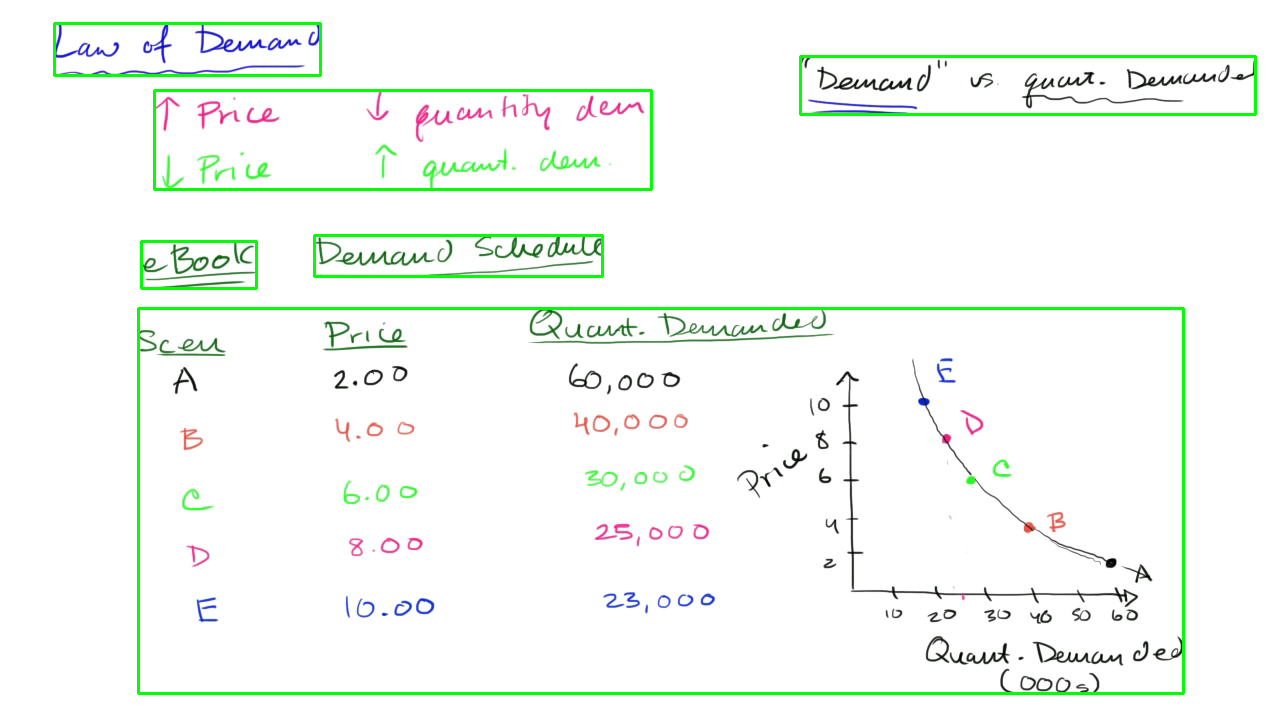 Law of Demand
"Demand" vs. quant. Demanded
↑ Price ↓ quantity dem
↓ Price ↑ quant. dem.
eBook Demand Schedule
Scen Price Quant. Demanded
A 2.00 60,000
B 4.00 40,000
C 6.00 30,000
D 8.00 25,000
E 10.00 23,000
E
10
D
8
Price
C
6
4
B
2
A
10 20 30 40 50 60
Quant. Demanded
(000s)